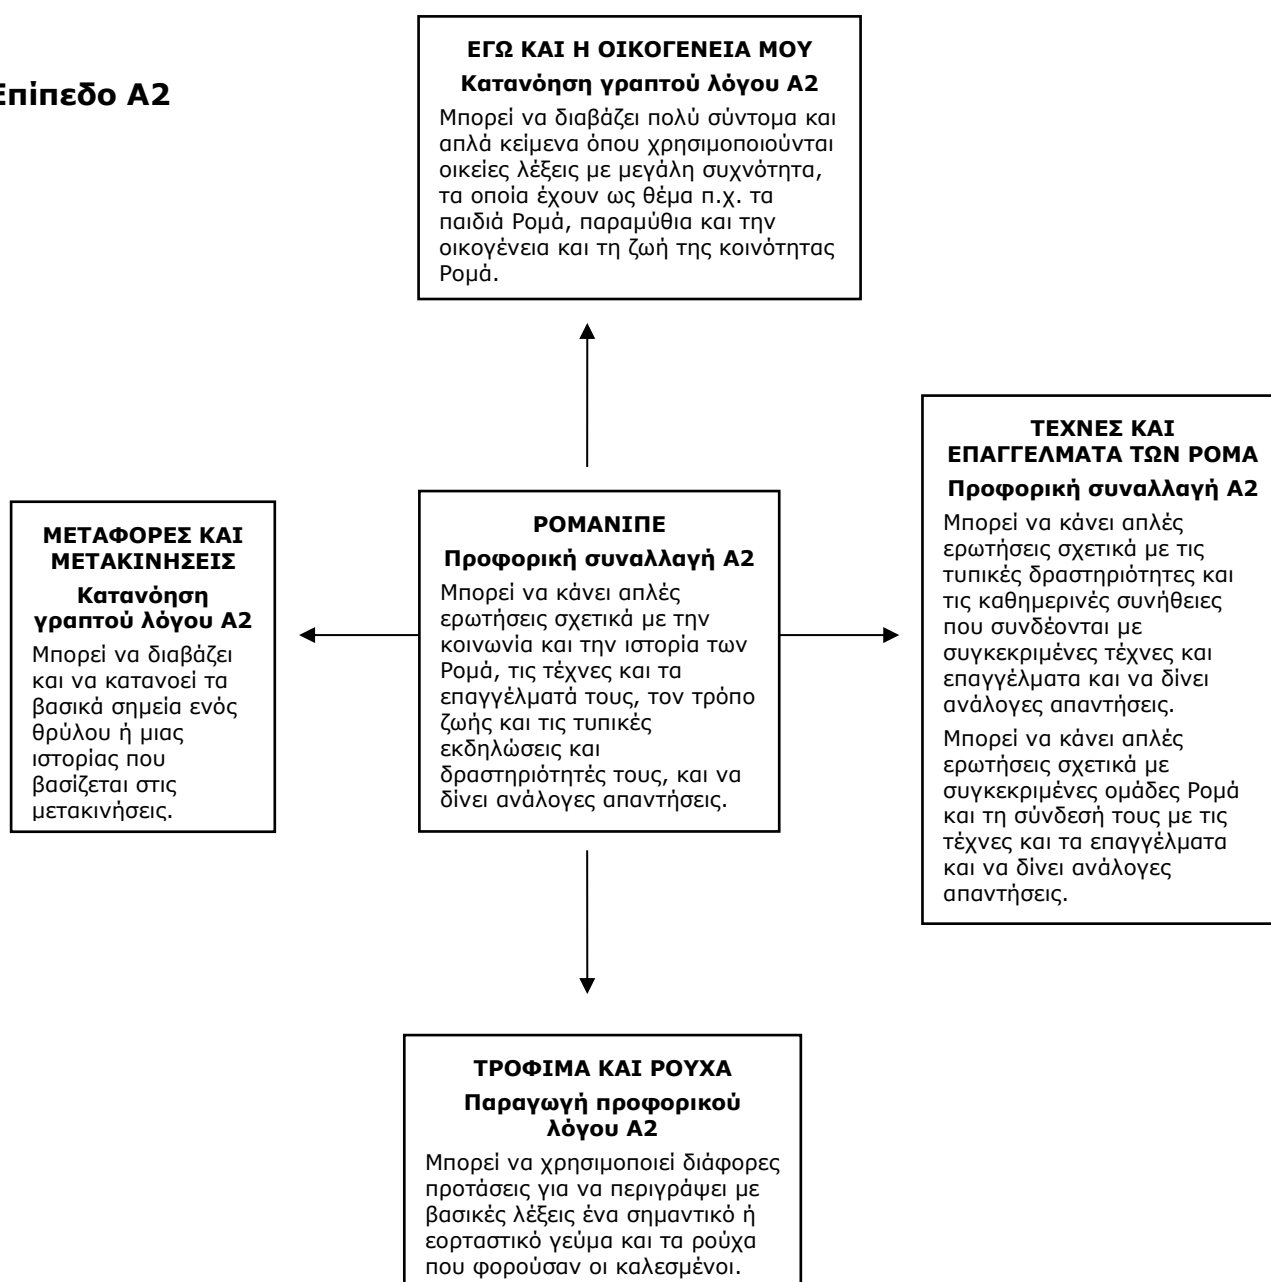 Επίπεδο Α2
ΕΓΩ ΚΑΙ Η ΟΙΚΟΓΕΝΕΙΑ ΜΟΥ
Κατανόηση γραπτού λόγου Α2
Μπορεί να διαβάζει πολύ σύντομα και
απλά κείμενα όπου χρησιμοποιούνται
οικείες λέξεις με μεγάλη συχνότητα,
τα οποία έχουν ως θέμα π.χ. τα
παιδιά Ρομά, παραμύθια και την
οικογένεια και τη ζωή της κοινότητας
Ρομά.
ΜΕΤΑΦΟΡΕΣ ΚΑΙ
ΜΕΤΑΚΙΝΗΣΕΙΣ
Κατανόηση
γραπτού λόγου Α2
Μπορεί να διαβάζει
και να κατανοεί τα
βασικά σημεία ενός
θρύλου ή μιας
ιστορίας που
βασίζεται στις
μετακινήσεις.
ΡΟΜΑΝΙΠΕ
Προφορική συναλλαγή Α2
Μπορεί να κάνει απλές
ερωτήσεις σχετικά με την
κοινωνία και την ιστορία των
Ρομά, τις τέχνες και τα
επαγγέλματά τους, τον τρόπο
ζωής και τις τυπικές
εκδηλώσεις και
δραστηριότητές τους, και να
δίνει ανάλογες απαντήσεις.
ΤΕΧΝΕΣ ΚΑΙ
ΕΠΑΓΓΕΛΜΑΤΑ ΤΩΝ ΡΟΜΑ
Προφορική συναλλαγή Α2
Μπορεί να κάνει απλές
ερωτήσεις σχετικά με τις
τυπικές δραστηριότητες και
τις καθημερινές συνήθειες
που συνδέονται με
συγκεκριμένες τέχνες και
επαγγέλματα και να δίνει
ανάλογες απαντήσεις.
Μπορεί να κάνει απλές
ερωτήσεις σχετικά με
συγκεκριμένες ομάδες Ρομά
και τη σύνδεσή τους με τις
τέχνες και τα επαγγέλματα
και να δίνει ανάλογες
απαντήσεις.
ΤΡΟΦΙΜΑ ΚΑΙ ΡΟΥΧΑ
Παραγωγή προφορικού
λόγου Α2
Μπορεί να χρησιμοποιεί διάφορες
προτάσεις για να περιγράψει με
βασικές λέξεις ένα σημαντικό ή
εορταστικό γεύμα και τα ρούχα
που φορούσαν οι καλεσμένοι.